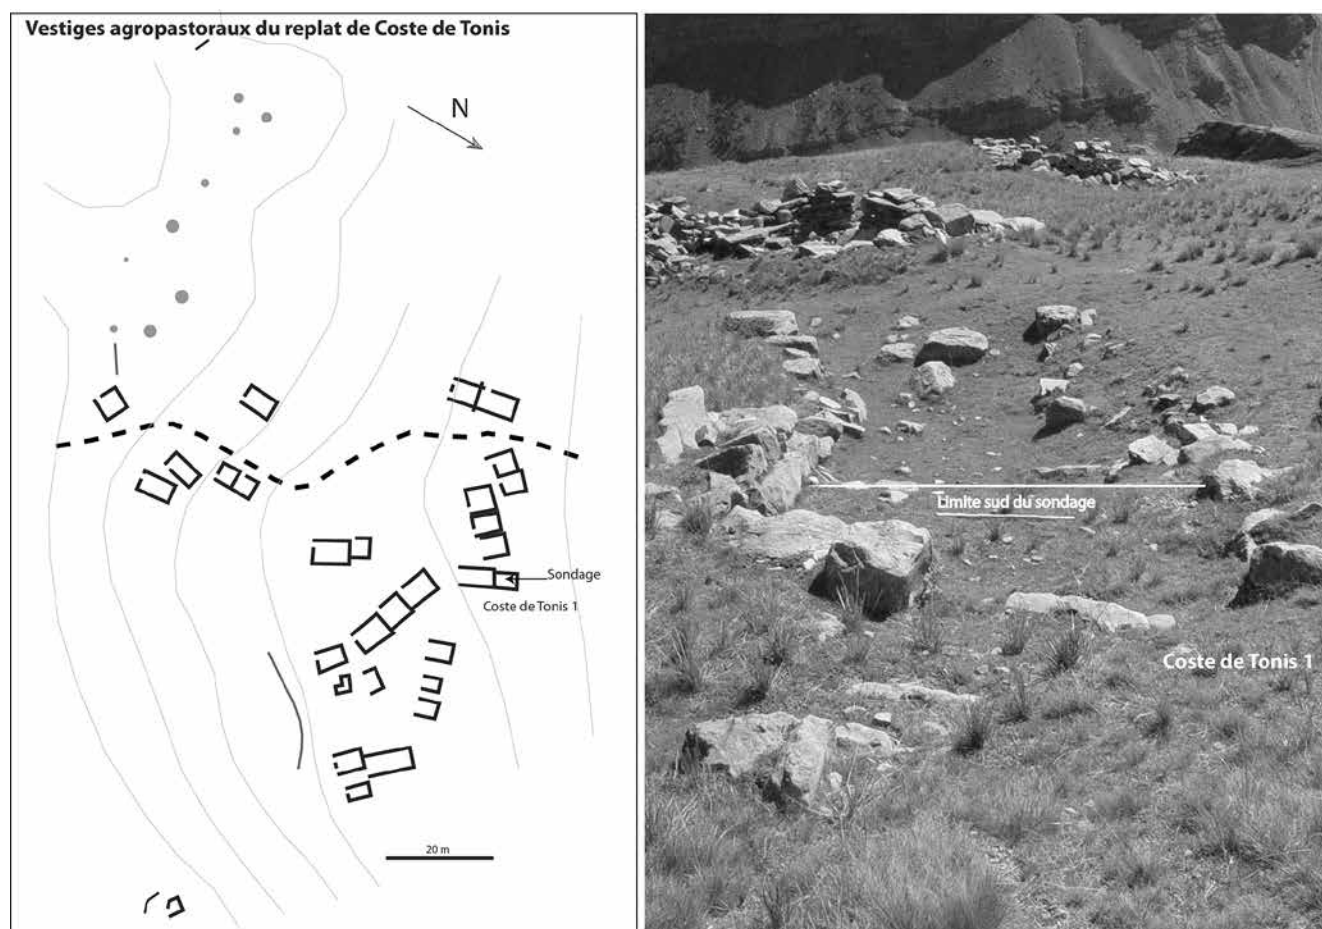 Vestiges agropastoraux du replat de Coste de Tonis
N
Sondage
Coste de Tonis 1
20 m
Limite sud du sondage
Coste de Tonis 1